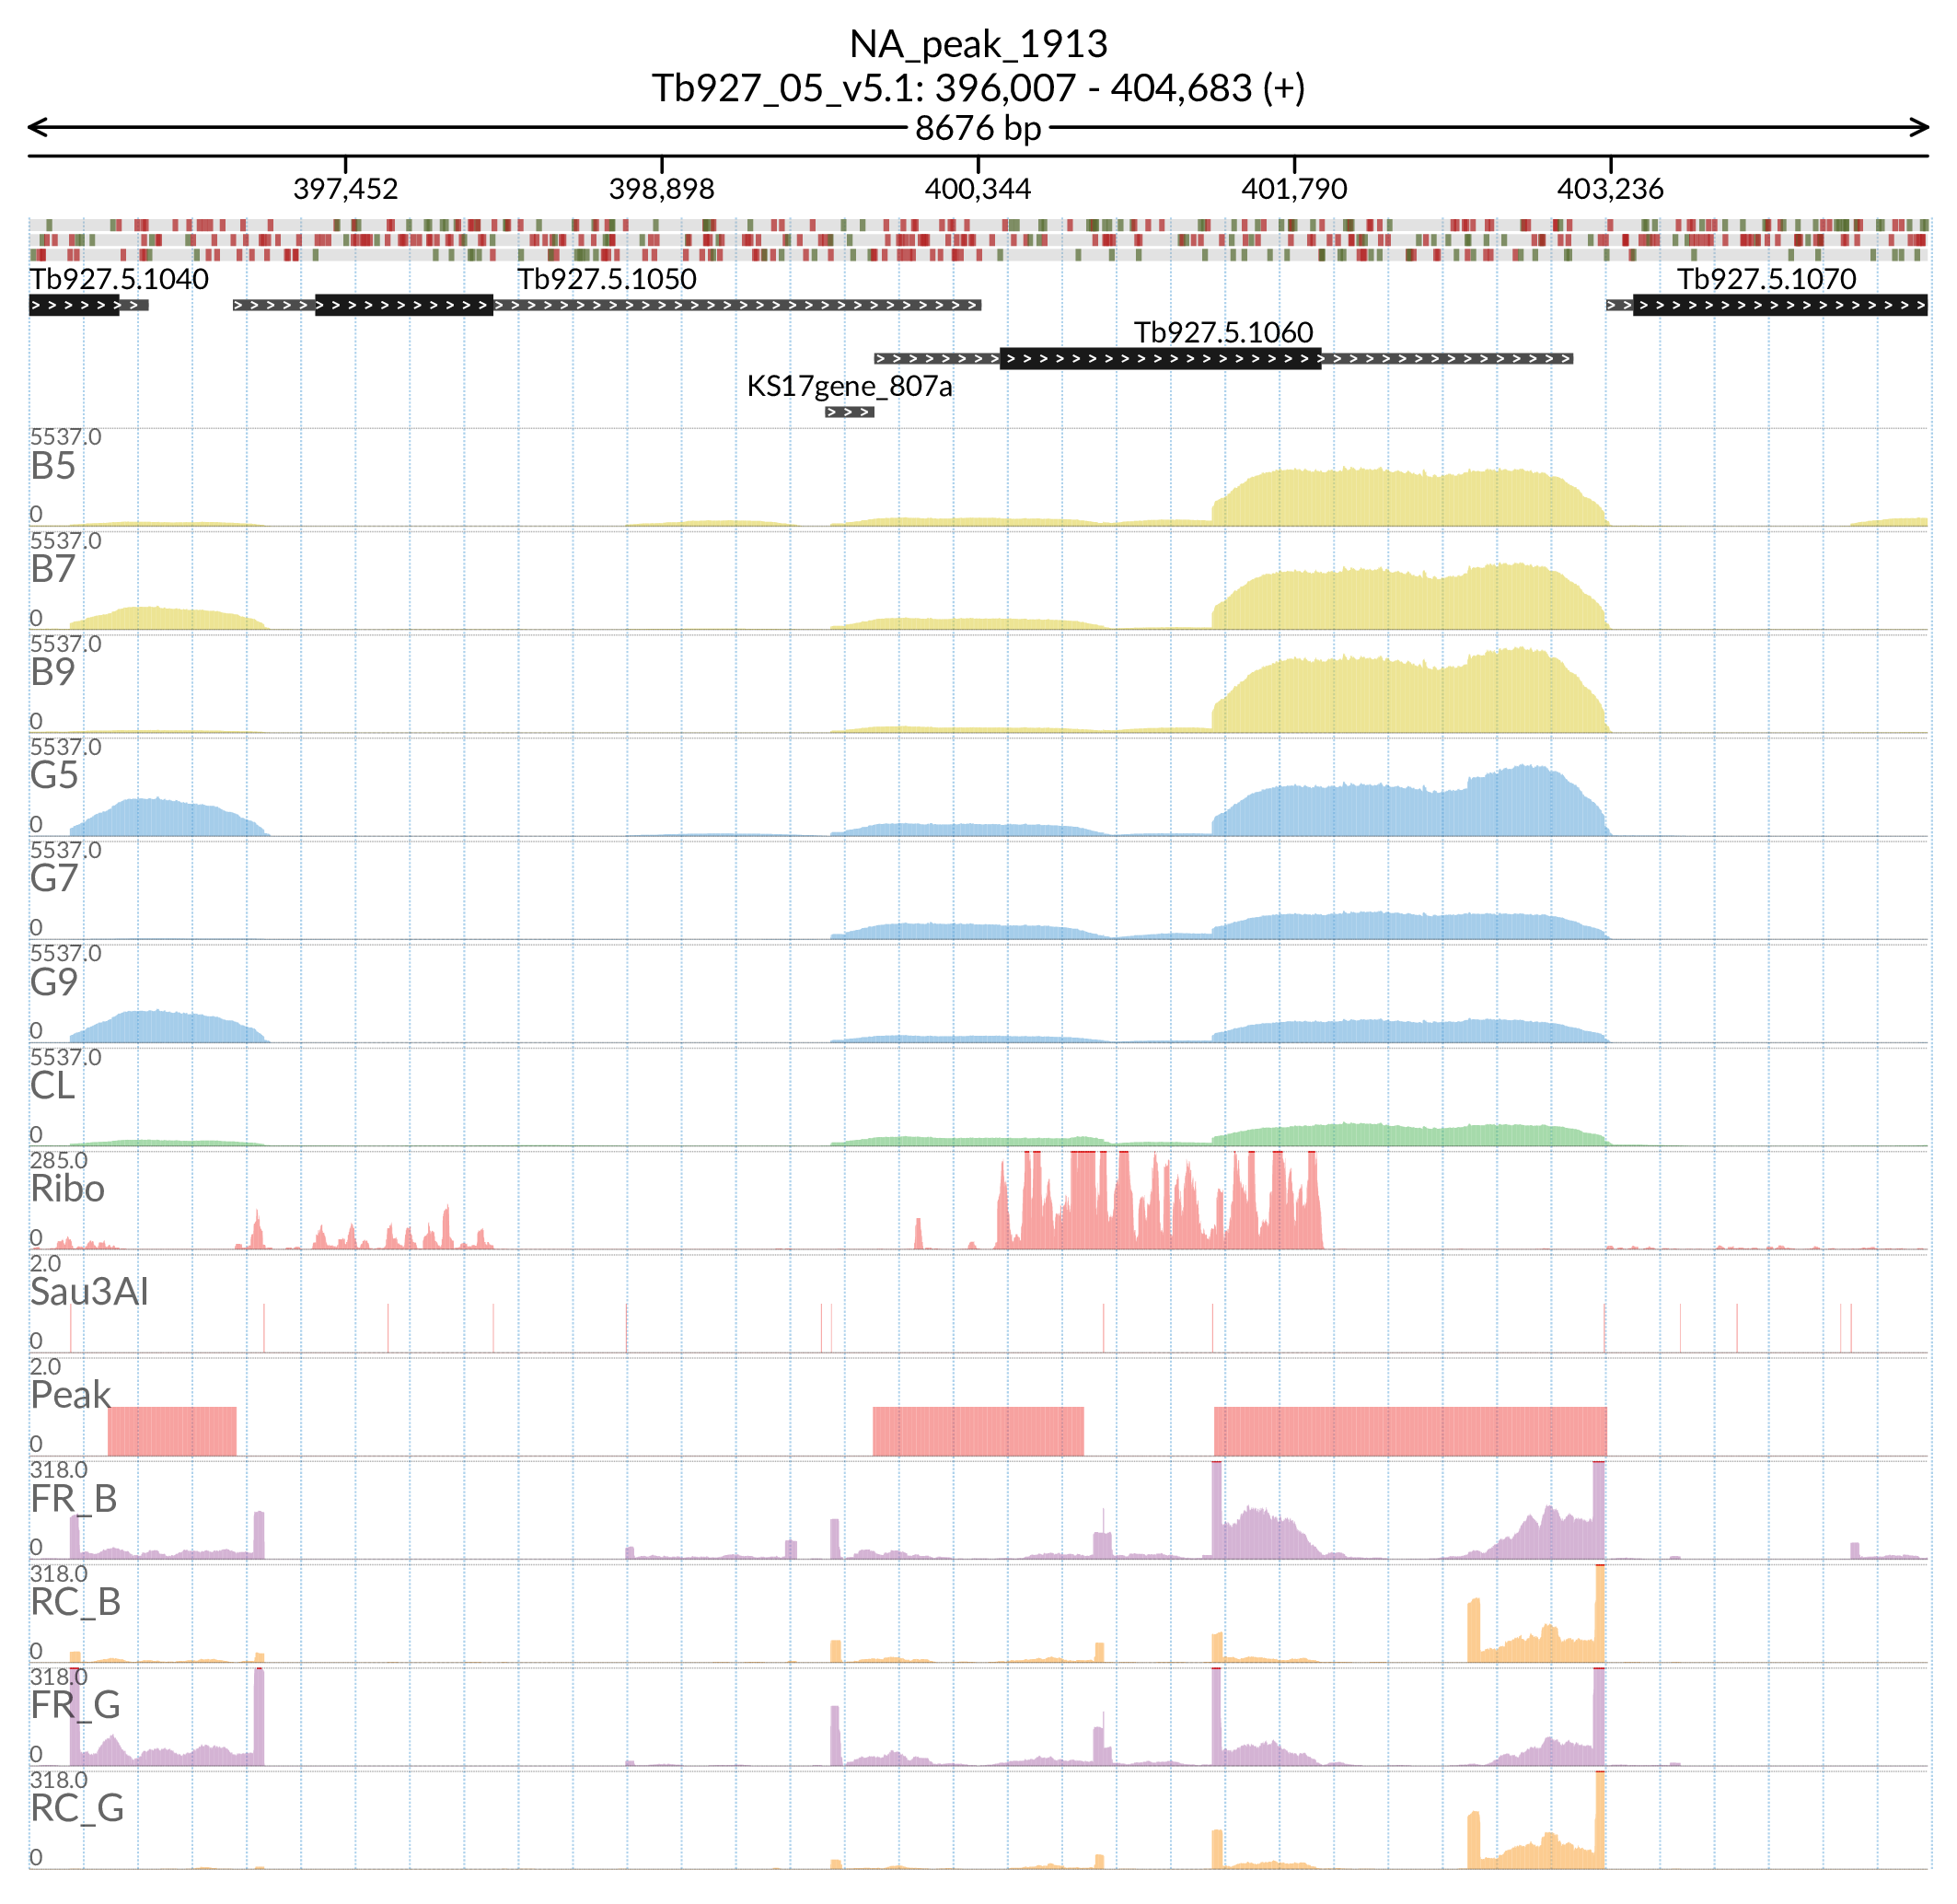 NA_peak_1913
Tb927_05_v5.1: 396,007 - 404,683 (+)
8676 bp
397,452 398,898 400,344 401,790 403,236
Tb927.5.1040 Tb927.5.1050 Tb927.5.1070
Tb927.5.1060
KS17gene_807a
5537.0
B5
0
5537.0
B7
0
5537.0
B9
0
5537.0
G5
0
5537.0
G7
0
5537.0
G9
0
5537.0
CL
0
285.0
Ribo
0
2.0
Sau3AI
0
2.0
Peak
0
318.0
FR_B
0
318.0
RC_B
0
318.0
FR_G
0
318.0
RC_G
0